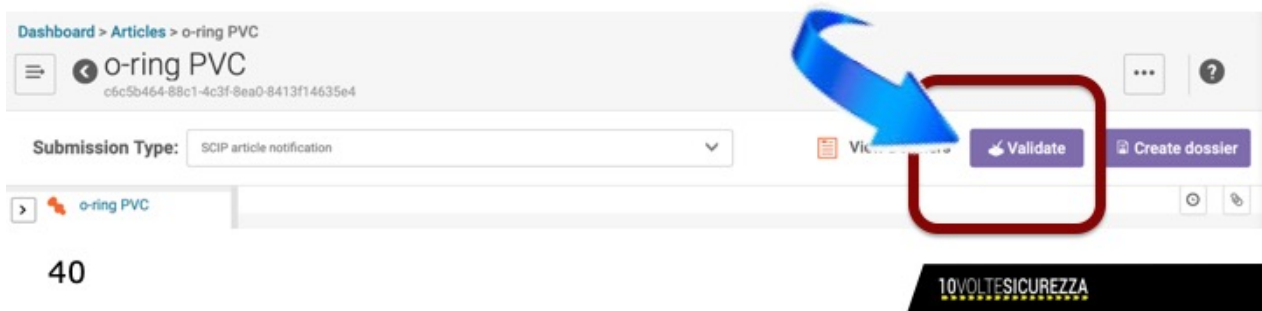 Dashboard > Articles > o-ring PVC
o-ring PVC
c6c5b464-88c1-4c3f-8ea0-8413f14635e4
Submission Type: SCIP article notification
Validate
Create dossier
o-ring PVC
40
10VOLTESICUREZZA